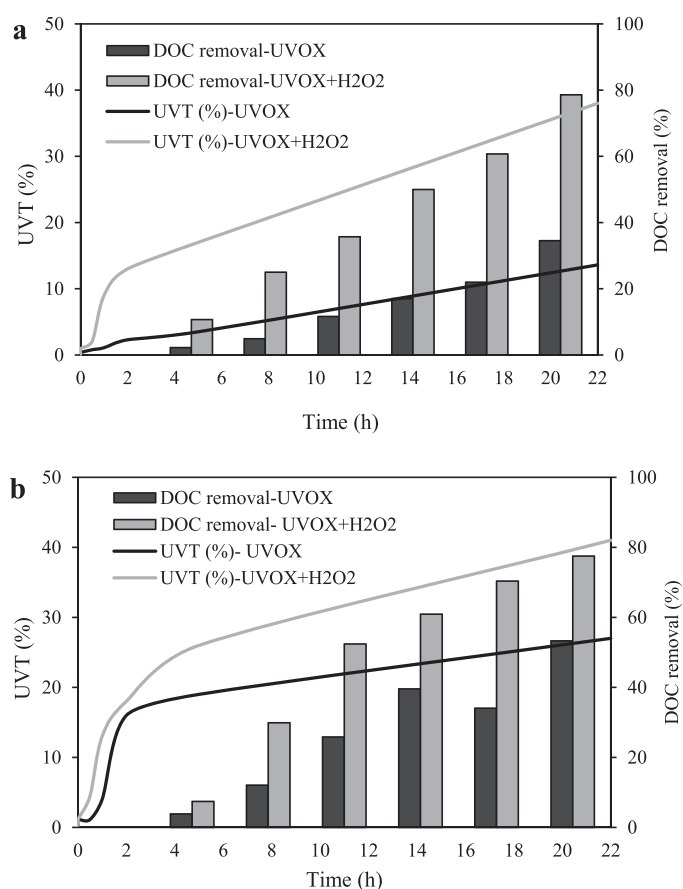 a
50
100
DOC removal-UVOX
DOC removal-UVOX+H2O2
UVT (%)-UVOX
UVT (%)-UVOX+H2O2
40
80
30
60
20
40
10
20
0
0
UVT (%)
DOC removal (%)
0 2 4 6 8 10 12 14 16 18 20 22
Time (h)
b
50
100
DOC removal-UVOX
DOC removal- UVOX+H2O2
UVT (%)- UVOX
UVT (%)-UVOX+H2O2
40
80
30
60
20
40
10
20
0
0
UVT (%)
DOC removal (%)
0 2 4 6 8 10 12 14 16 18 20 22
Time (h)